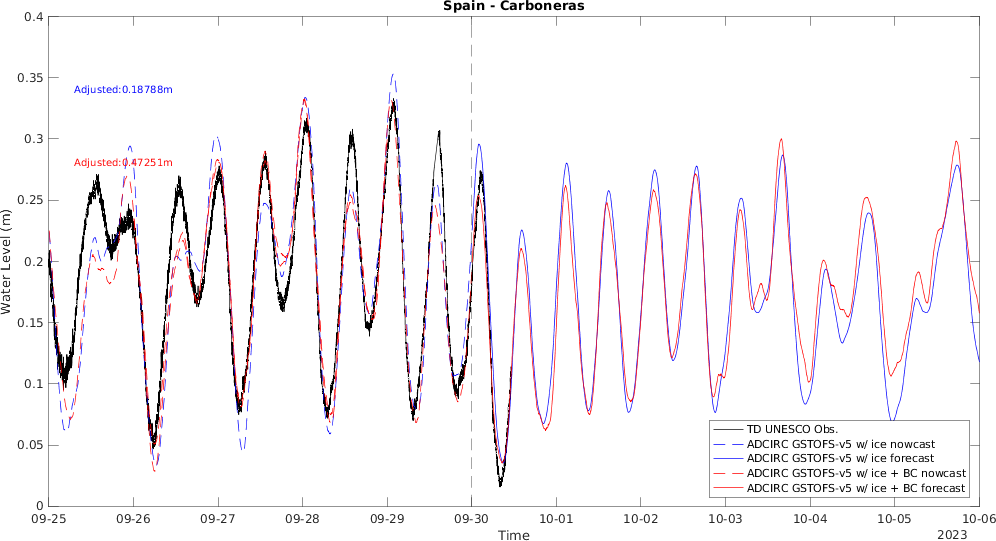 Spain - Carboneras
0.4
0.35
0.3
0.25
0.2
0.15
0.1
0.05
0
Water Level (m)
Adjusted:0.18788m
Adjusted:0.47251m
TD UNESCO Obs.
ADCIRC GSTOFS-v5 w/ ice nowcast
ADCIRC GSTOFS-v5 w/ ice forecast
ADCIRC GSTOFS-v5 w/ ice + BC nowcast
ADCIRC GSTOFS-v5 w/ ice + BC forecast
09-25 09-26 09-27 09-28 09-29 09-30 10-01 10-02 10-03 10-04 10-05 10-06
Time
2023